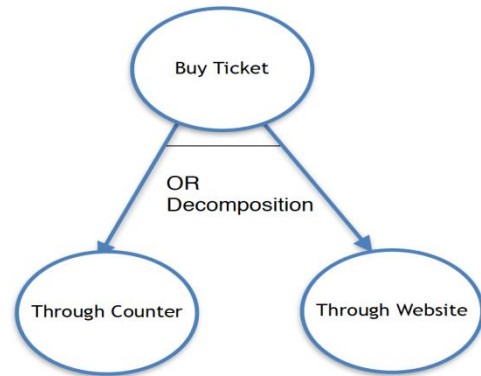 Buy Ticket
OR
Decomposition
Through Counter
Through Website